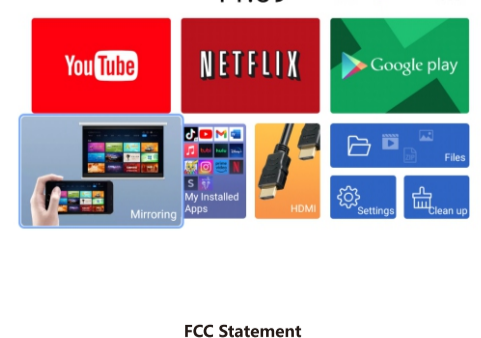 YouTube
NETFLIX
Google play
Mirroring
My Installed
Apps
HDMI
Files
Settings
Clean up
FCC Statement